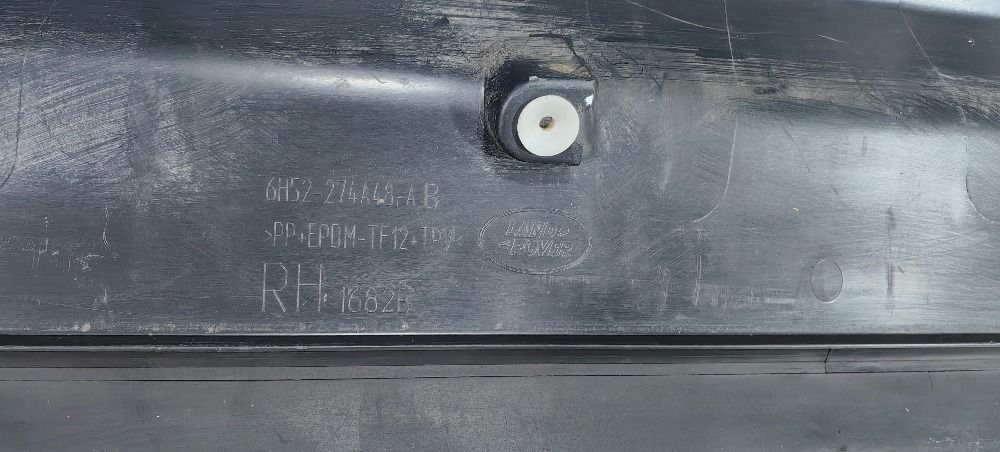 6H52-274A48-AB
>PP+EPDM-TF12+TPV<
LAND
ROVER
RH 1682B